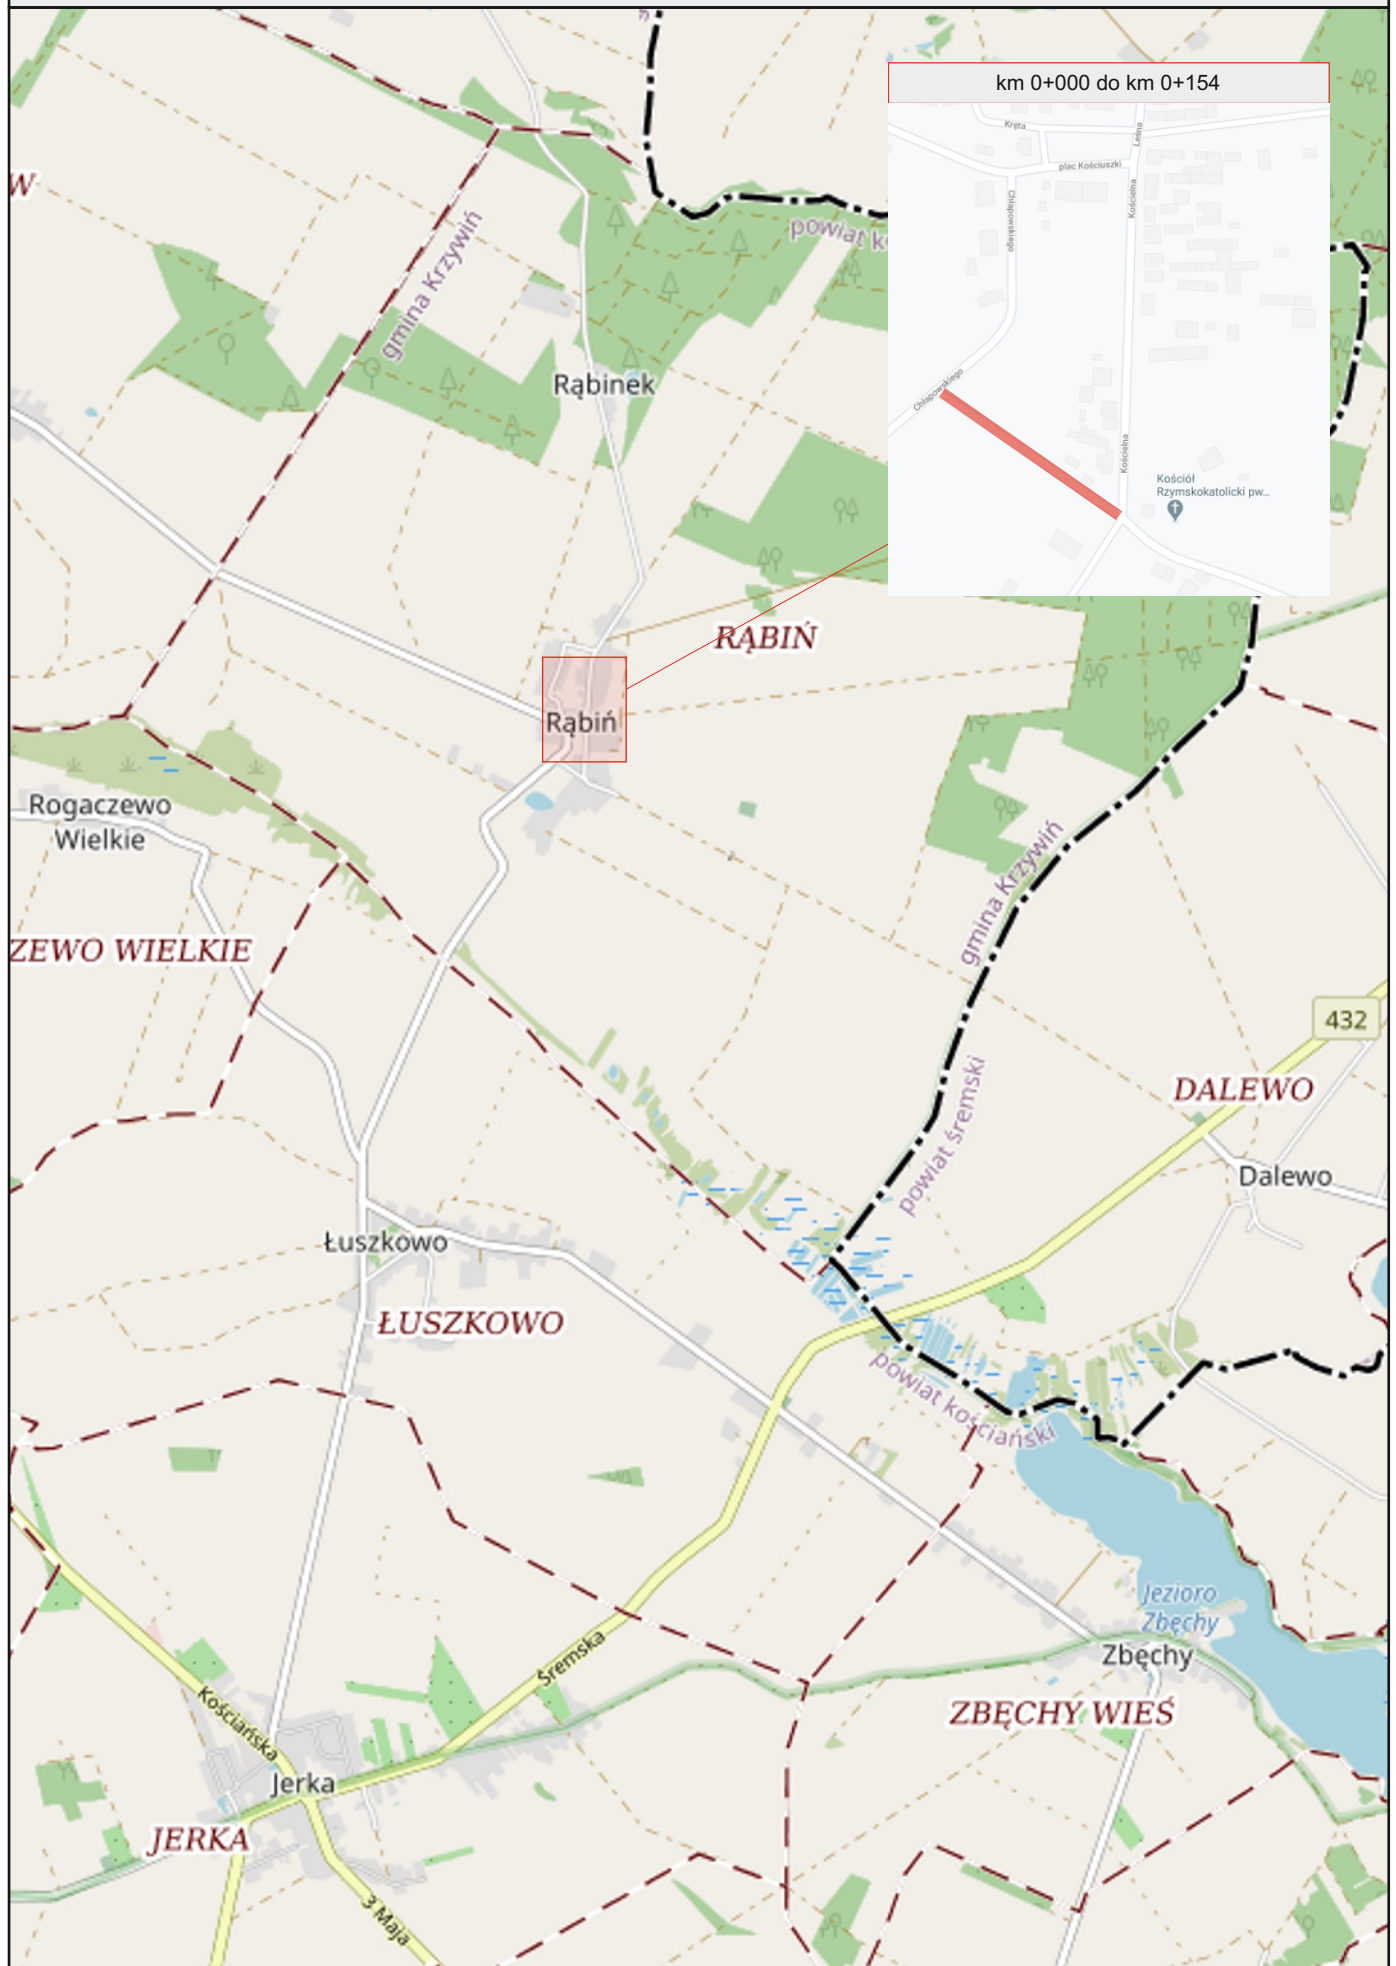 km 0+000 do km 0+154
Kręta
Leśna
plac Kościuszki
Chłapowskiego
Kościelna
Chłapowskiego
Kościelna
Kościół
Rzymskokatolicki pw...
W
powiat k
gmina Krzywiń
Rąbinek
RĄBIŃ
Rąbiń
Rogaczewo
Wielkie
gmina Krzywiń
ZEWO WIELKIE
432
powiat śremski
DALEWO
Dalewo
Łuszkowo
ŁUSZKOWO
powiat kościański
Jezioro
Zbęchy
Zbęchy
Śremska
ZBĘCHY WIEŚ
Kościańska
Jerka
JERKA
3 Maja